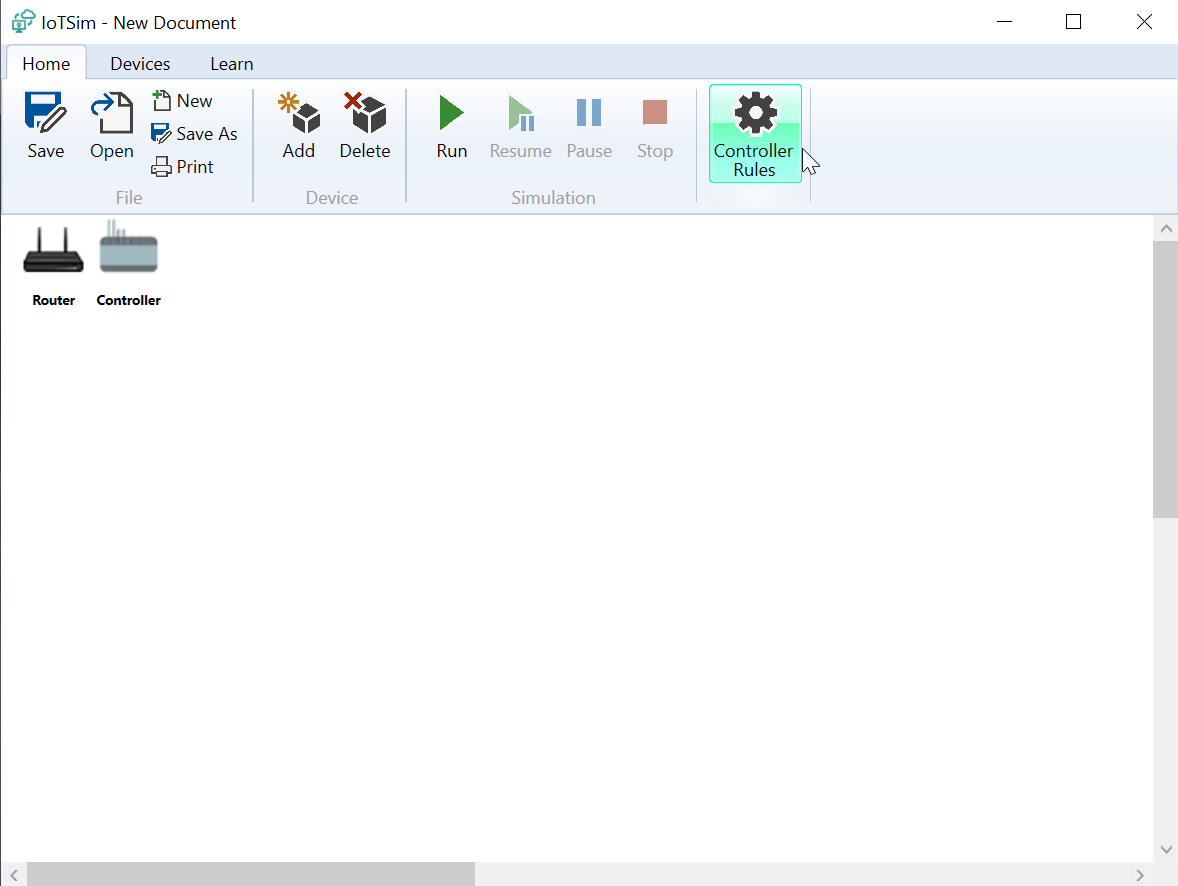 IoTSim - New Document
Home Devices Learn
Save
Open
New
Save As
Print
File
Add
Delete
Device
Run
Resume
Pause
Stop
Simulation
Controller
Rules
Router
Controller